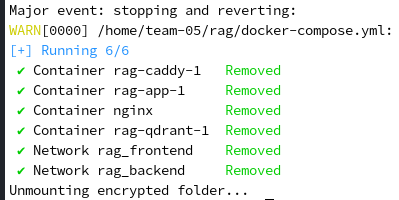 Major event: stopping and reverting:
WARN[0000] /home/team-05/rag/docker-compose.yml:
[+] Running 6/6
✔ Container rag-caddy-1 Removed
✔ Container rag-app-1 Removed
✔ Container nginx Removed
✔ Container rag-qdrant-1 Removed
✔ Network rag_frontend Removed
✔ Network rag_backend Removed
Unmounting encrypted folder... _